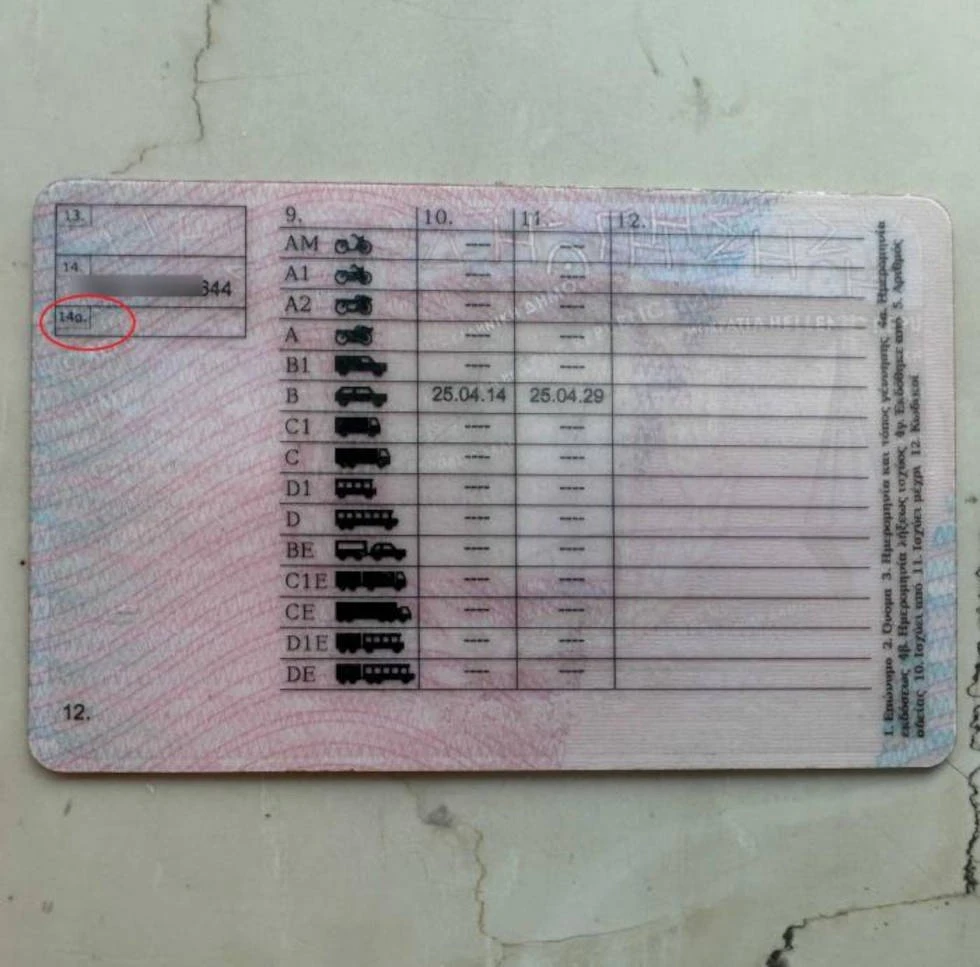 13.
14.
344
14α.
9. 10. 11. 12.
AM ---- ----
A1 ---- ----
A2 ---- ----
A ---- ----
B1 ---- ----
B 25.04.14 25.04.29
C1 ---- ----
C ---- ----
D1 ---- ----
D ---- ----
BE ---- ----
C1E ---- ----
CE ---- ----
D1E ---- ----
DE ---- ----
12.
1. Επώνυμο 2. Όνομα 3. Ημερομηνία και τόπος γέννησης 4α. Ημερομηνία
εκδόσεως 4β. Ημερομηνία λήξεως ισχύος 4γ. Εκδόθηκε από 5. Αριθμός
αδείας 10. Ισχύει από 11. Ισχύει μέχρι 12. Κωδικοί